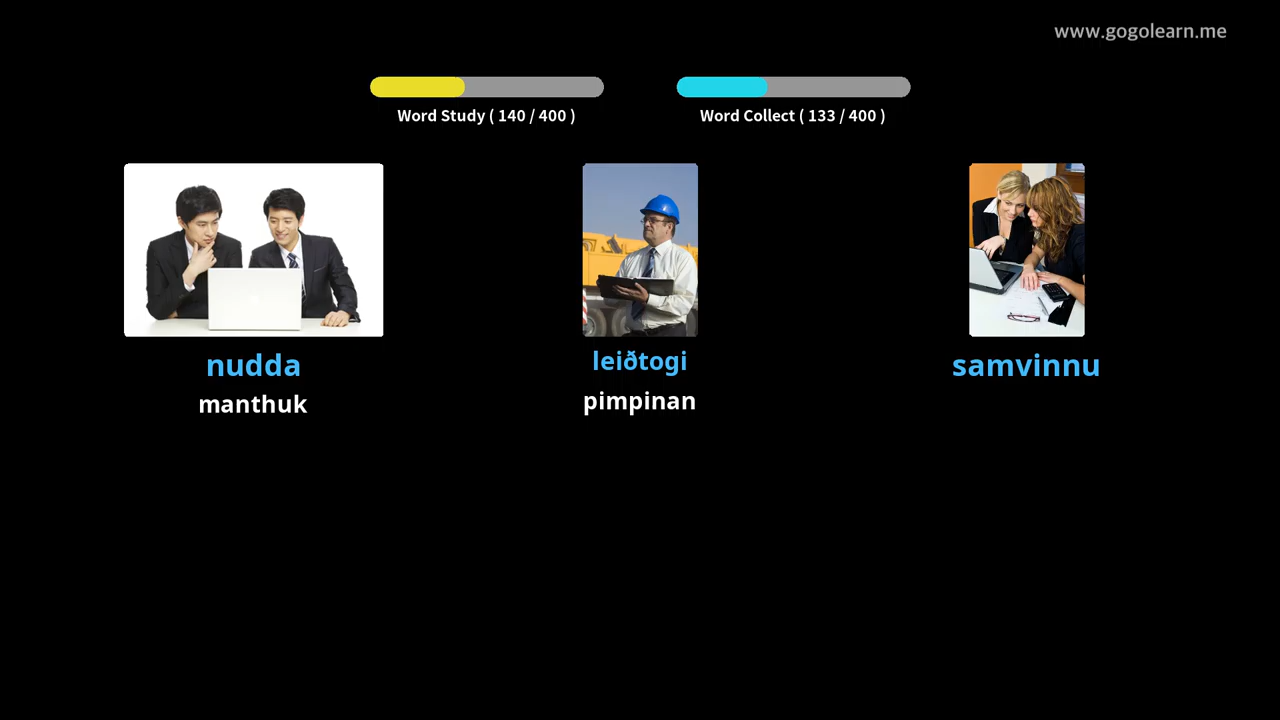 www.gogolearn.me
Word Study ( 140 / 400 )
Word Collect ( 133 / 400 )
nudda
manthuk
leiðtogi
pimpinan
samvinnu